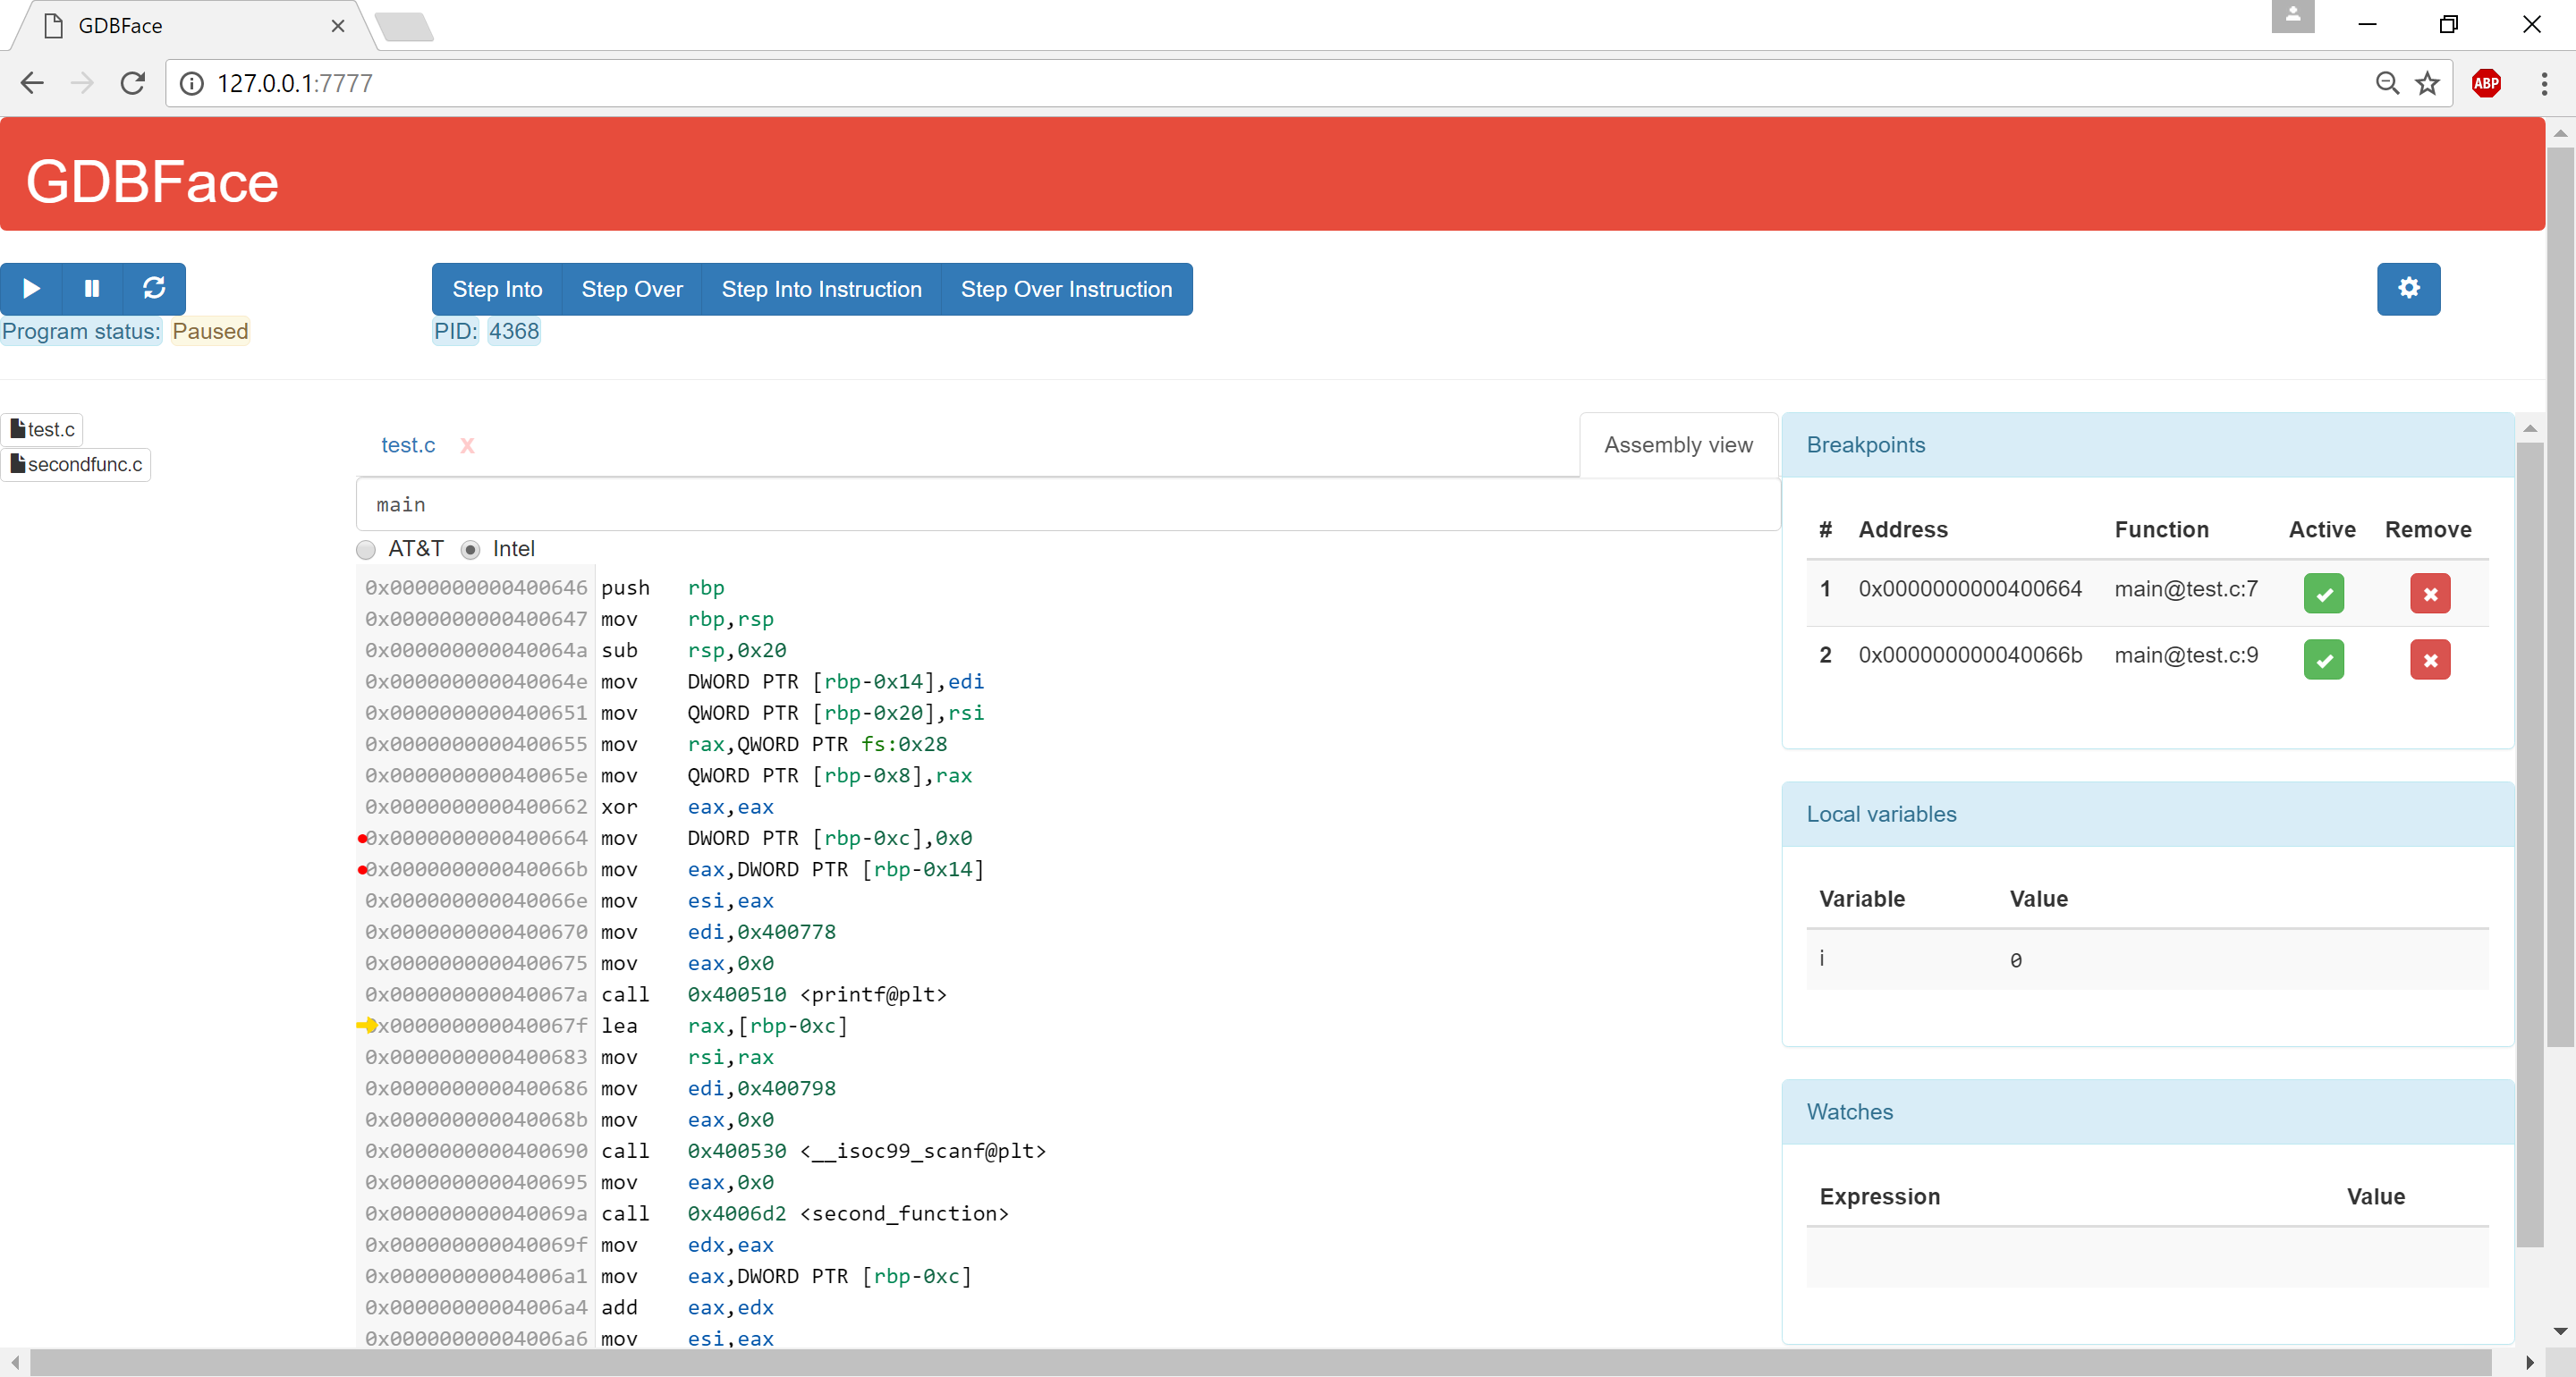 GDBFace
127.0.0.1:7777
ABP
GDBFace
Step Into Step Over Step Into Instruction Step Over Instruction
Program status: Paused PID: 4368
test.c
secondfunc.c
test.c x Assembly view
main
AT&T Intel
0x0000000000400646 push rbp
0x0000000000400647 mov rbp,rsp
0x000000000040064a sub rsp,0x20
0x000000000040064e mov DWORD PTR [rbp-0x14],edi
0x0000000000400651 mov QWORD PTR [rbp-0x20],rsi
0x0000000000400655 mov rax,QWORD PTR fs:0x28
0x000000000040065e mov QWORD PTR [rbp-0x8],rax
0x0000000000400662 xor eax,eax
0x0000000000400664 mov DWORD PTR [rbp-0xc],0x0
0x000000000040066b mov eax,DWORD PTR [rbp-0x14]
0x000000000040066e mov esi,eax
0x0000000000400670 mov edi,0x400778
0x0000000000400675 mov eax,0x0
0x000000000040067a call 0x400510 <printf@plt>
0x000000000040067f lea rax,[rbp-0xc]
0x0000000000400683 mov rsi,rax
0x0000000000400686 mov edi,0x400798
0x000000000040068b mov eax,0x0
0x0000000000400690 call 0x400530 <__isoc99_scanf@plt>
0x0000000000400695 mov eax,0x0
0x000000000040069a call 0x4006d2 <second_function>
0x000000000040069f mov edx,eax
0x00000000004006a1 mov eax,DWORD PTR [rbp-0xc]
0x00000000004006a4 add eax,edx
0x00000000004006a6 mov esi,eax
Breakpoints
# Address Function Active Remove
1 0x0000000000400664 main@test.c:7
2 0x000000000040066b main@test.c:9
Local variables
Variable Value
i 0
Watches
Expression Value